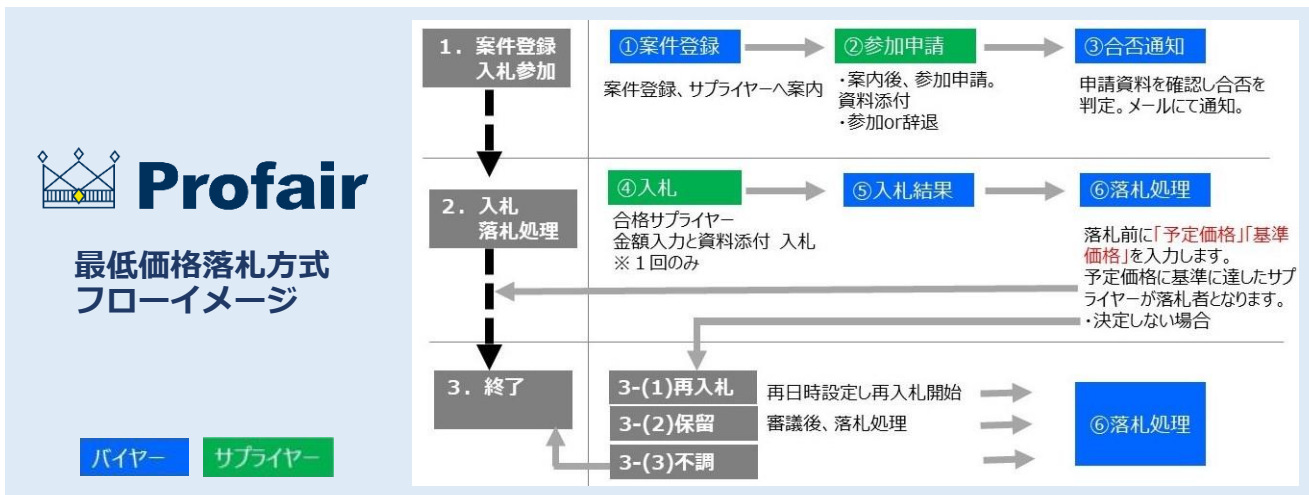 Profair
最低価格落札方式
フローイメージ
バイヤー
サプライヤー
1. 案件登録
入札参加
①案件登録
②参加申請
③合否通知
案件登録、サプライヤーへ案内
・案内後、参加申請。
資料添付
・参加or辞退
申請資料を確認し合否を
判定。メールにて通知。
2. 入札
落札処理
④入札
⑤入札結果
⑥落札処理
合格サプライヤー
金額入力と資料添付 入札
※１回のみ
落札前に「予定価格」「基準
価格」を入力します。
予定価格に基準に達したサプ
ライヤーが落札者となります。
・決定しない場合
3. 終了
3-(1)再入札
再日時設定し再入札開始
3-(2)保留
審議後、落札処理
3-(3)不調
⑥落札処理